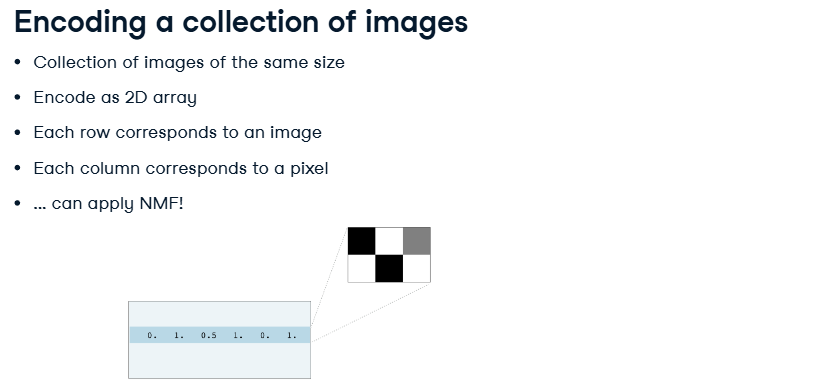 Encoding a collection of images
• Collection of images of the same size
• Encode as 2D array
• Each row corresponds to an image
• Each column corresponds to a pixel
• ... can apply NMF!
0. 1. 0.5 1. 0. 1.